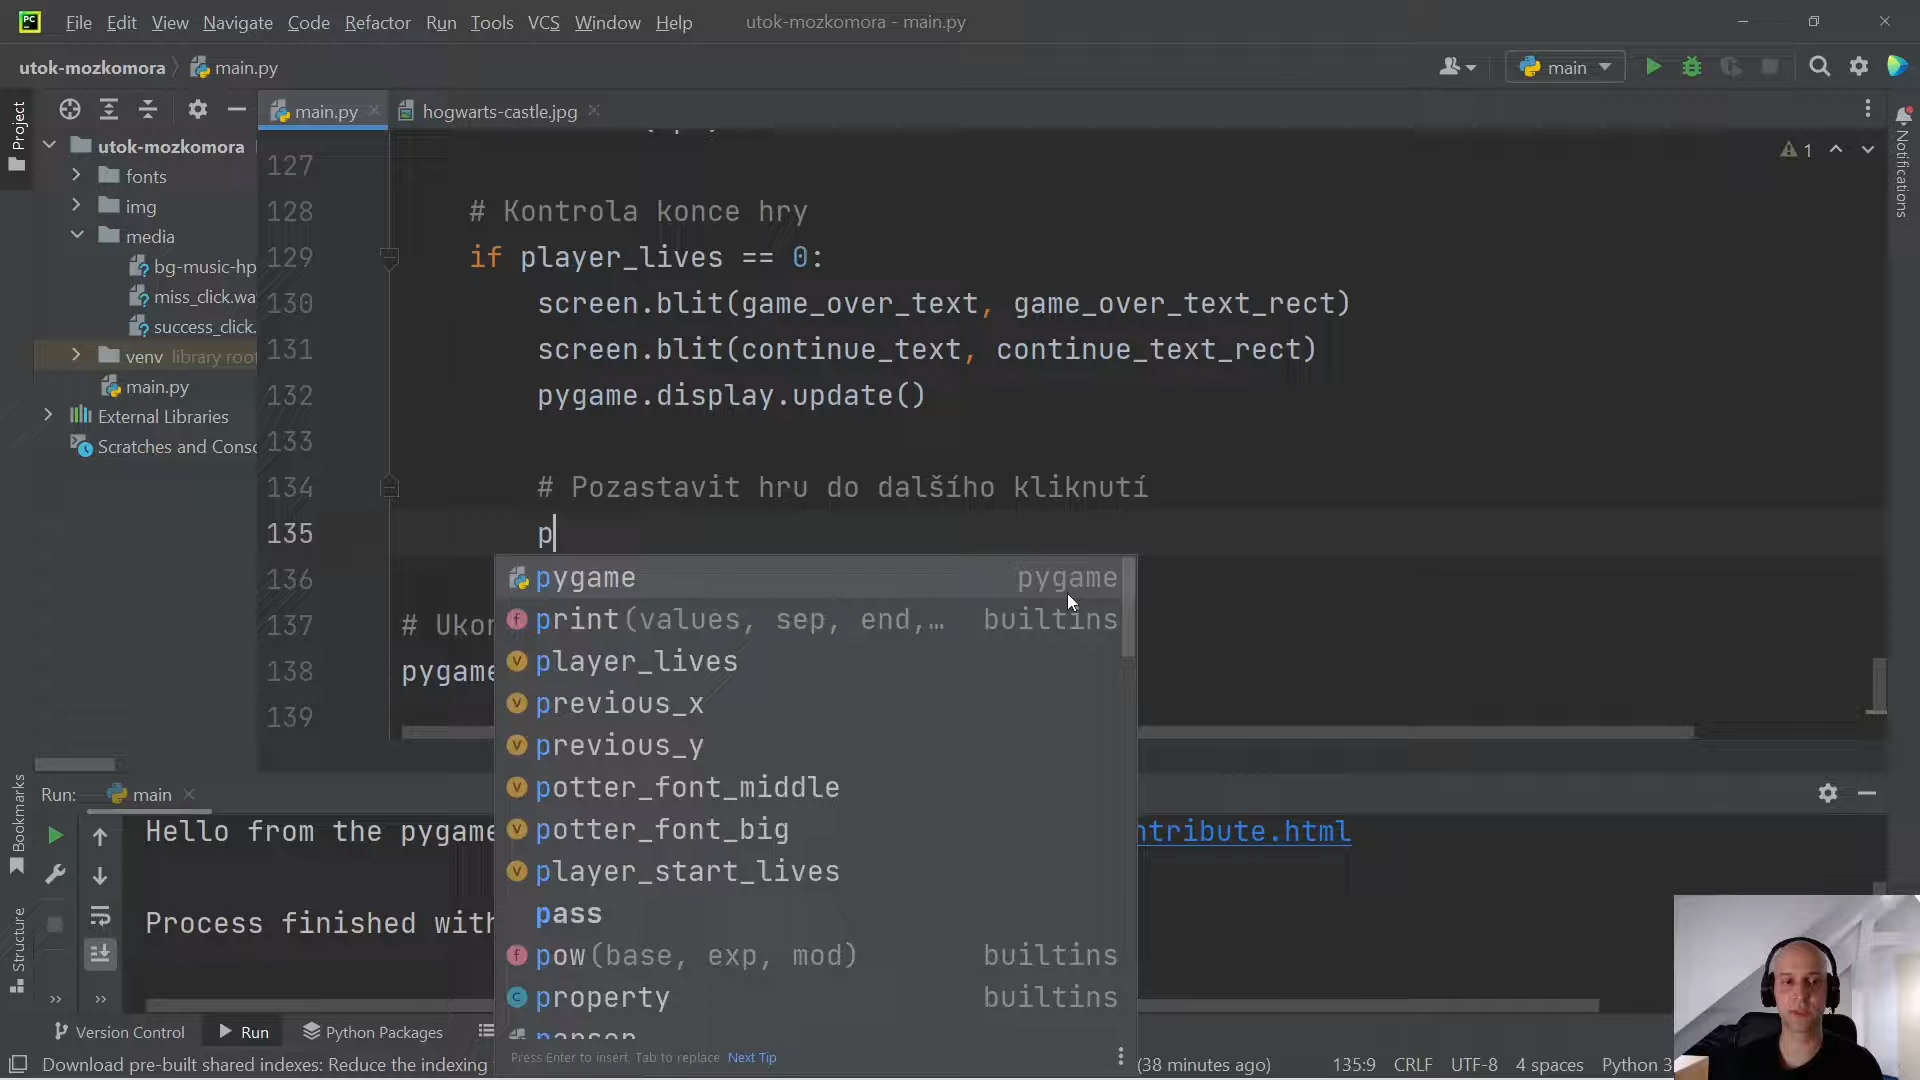 PC File Edit View Navigate Code Refactor Run Tools VCS Window Help utok-mozkomora - main.py
utok-mozkomora main.py main
Project
main.py hogwarts-castle.jpg
Notifications
utok-mozkomora
fonts
img
media
bg-music-hp
miss_click.wa
success_click.
venv library root
main.py
External Libraries
Scratches and Conso
1
127
128 # Kontrola konce hry
129 if player_lives == 0:
130 screen.blit(game_over_text, game_over_text_rect)
131 screen.blit(continue_text, continue_text_rect)
132 pygame.display.update()
133
134 # Pozastavit hru do dalšího kliknutí
135 p
136
137 # Ukon
138 pygame
139
pygame pygame
print(values, sep, end,… builtins
player_lives
previous_x
previous_y
potter_font_middle
potter_font_big
player_start_lives
pass
pow(base, exp, mod) builtins
property builtins
parser
Press Enter to insert, Tab to replace Next Tip
Bookmarks
Structure
Run: main
Hello from the pygame ntribute.html
Process finished with
Version Control Run Python Packages
Download pre-built shared indexes: Reduce the indexing (38 minutes ago) 135:9 CRLF UTF-8 4 spaces Python 3